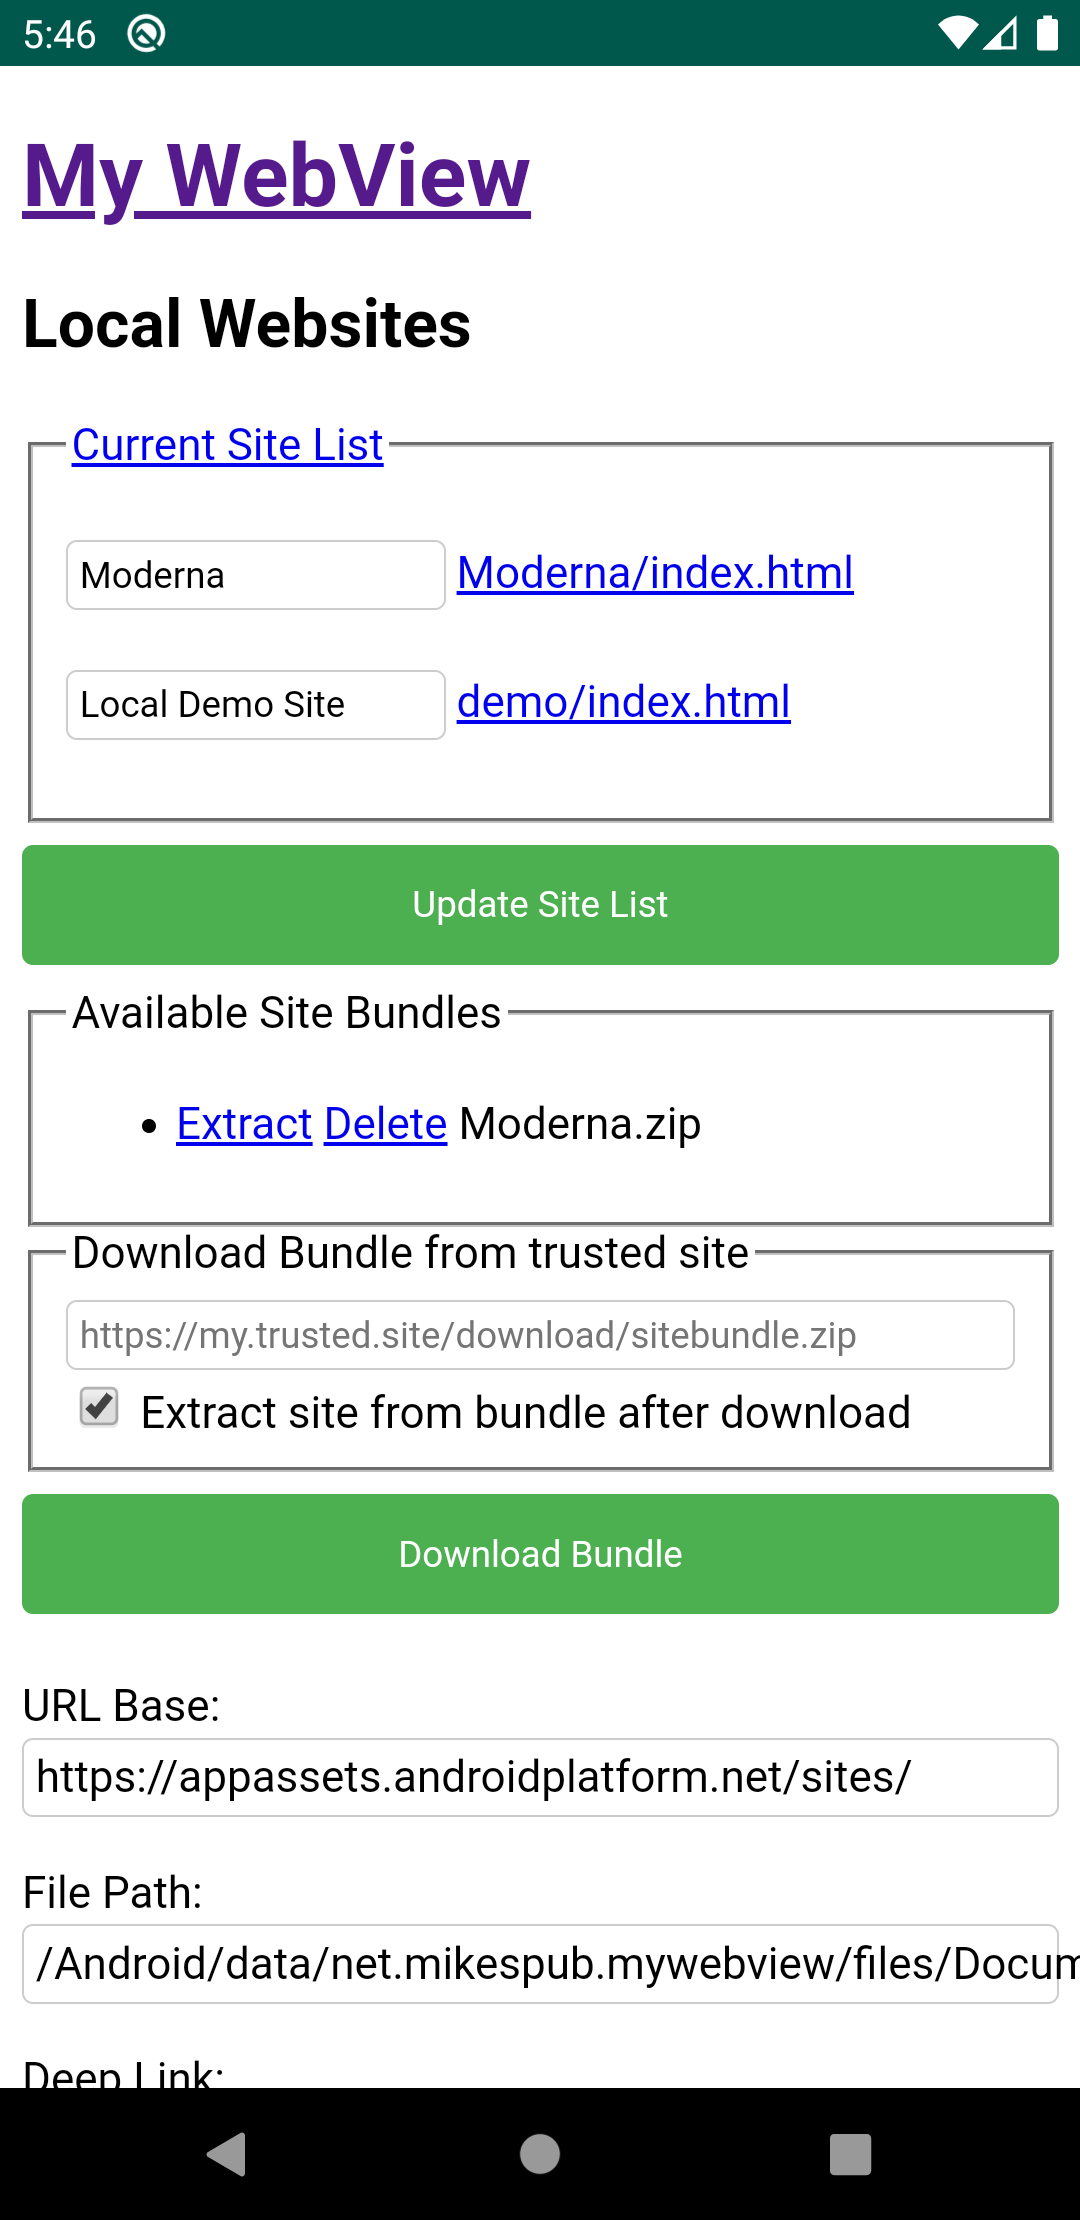 5:46
My WebView
Local Websites
Current Site List
Moderna Moderna/index.html
Local Demo Site demo/index.html
Update Site List
Available Site Bundles
• Extract Delete Moderna.zip
Download Bundle from trusted site
https://my.trusted.site/download/sitebundle.zip
Extract site from bundle after download
Download Bundle
URL Base:
https://appassets.androidplatform.net/sites/
File Path:
/Android/data/net.mikespub.mywebview/files/Docum
Deep Link: